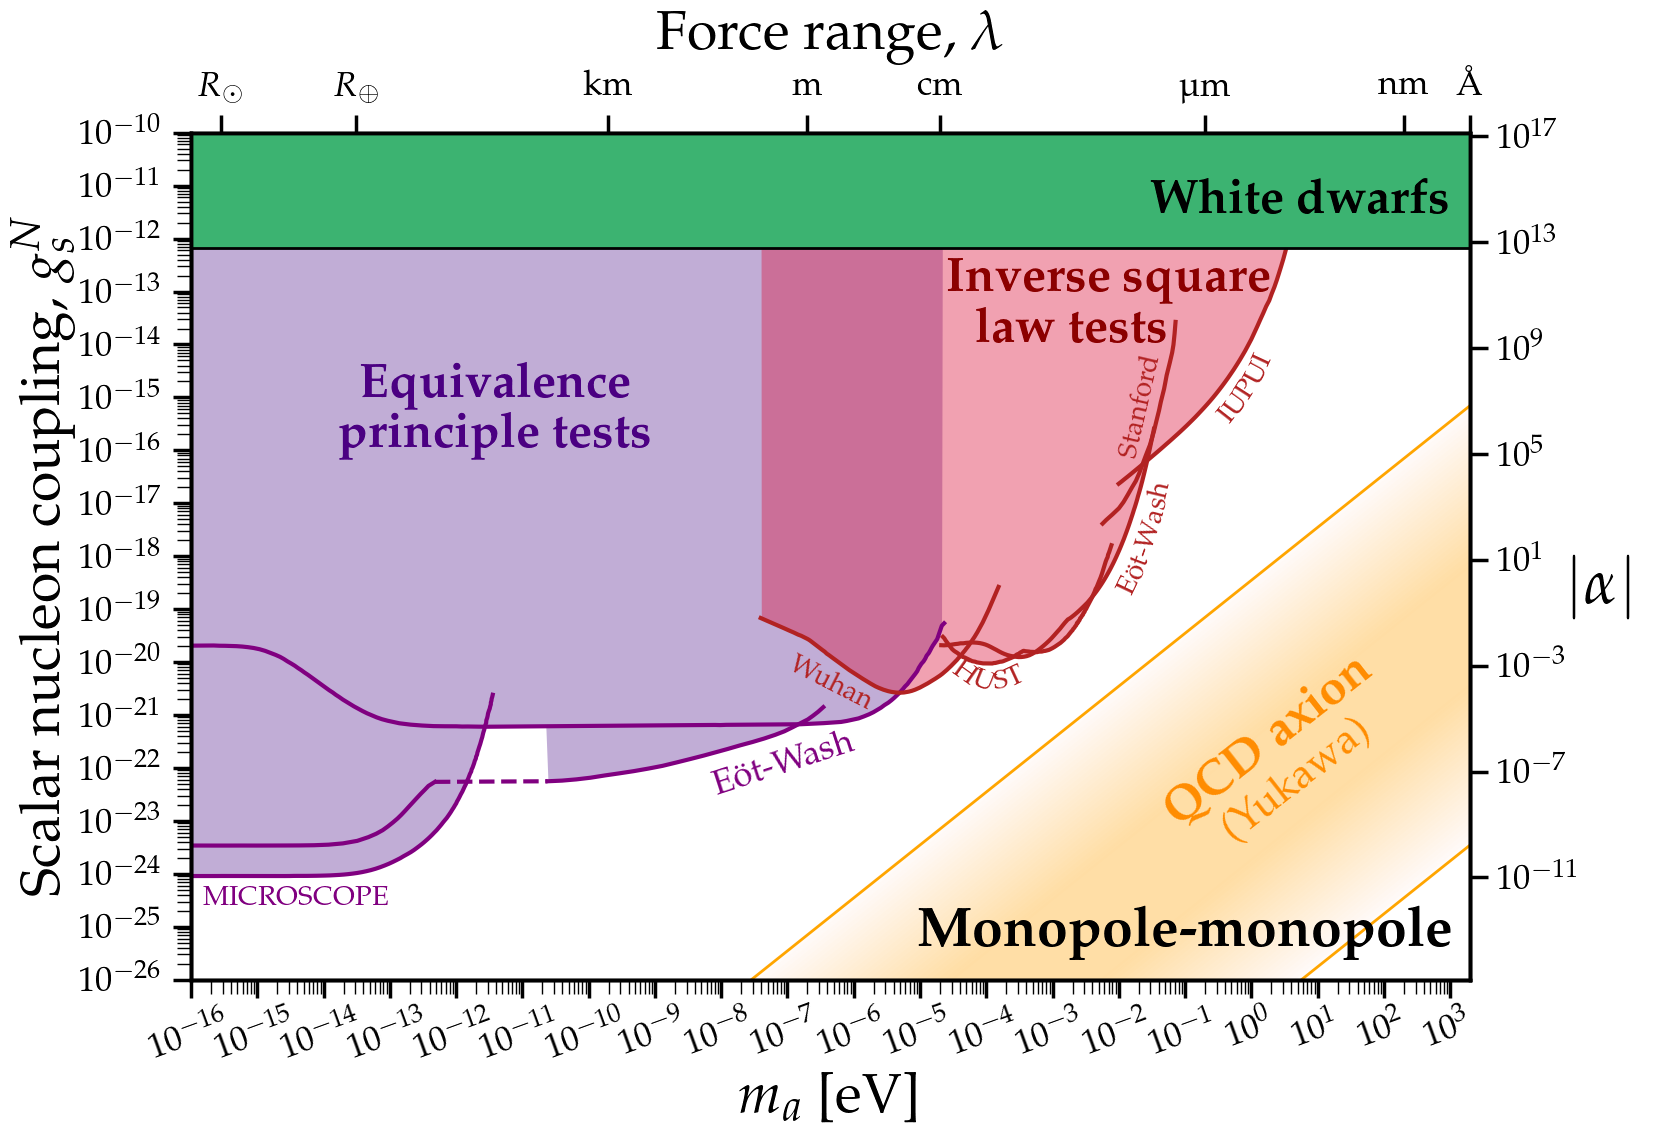 Force range, λ
R☉ R⊕ km m cm μm nm Å
Scalar nucleon coupling, g_s^N
10^−10
10^−11
10^−12
10^−13
10^−14
10^−15
10^−16
10^−17
10^−18
10^−19
10^−20
10^−21
10^−22
10^−23
10^−24
10^−25
10^−26
White dwarfs
Inverse square
law tests
Equivalence
principle tests
Stanford
IUPUI
Eöt-Wash
Wuhan
HUST
Eöt-Wash
MICROSCOPE
QCD axion
(Yukawa)
Monopole-monopole
10^17
10^13
10^9
10^5
10^1
10^−3
10^−7
10^−11
|α|
10^−16 10^−15 10^−14 10^−13 10^−12 10^−11 10^−10 10^−9 10^−8 10^−7 10^−6 10^−5 10^−4 10^−3 10^−2 10^−1 10^0 10^1 10^2 10^3
m_a [eV]